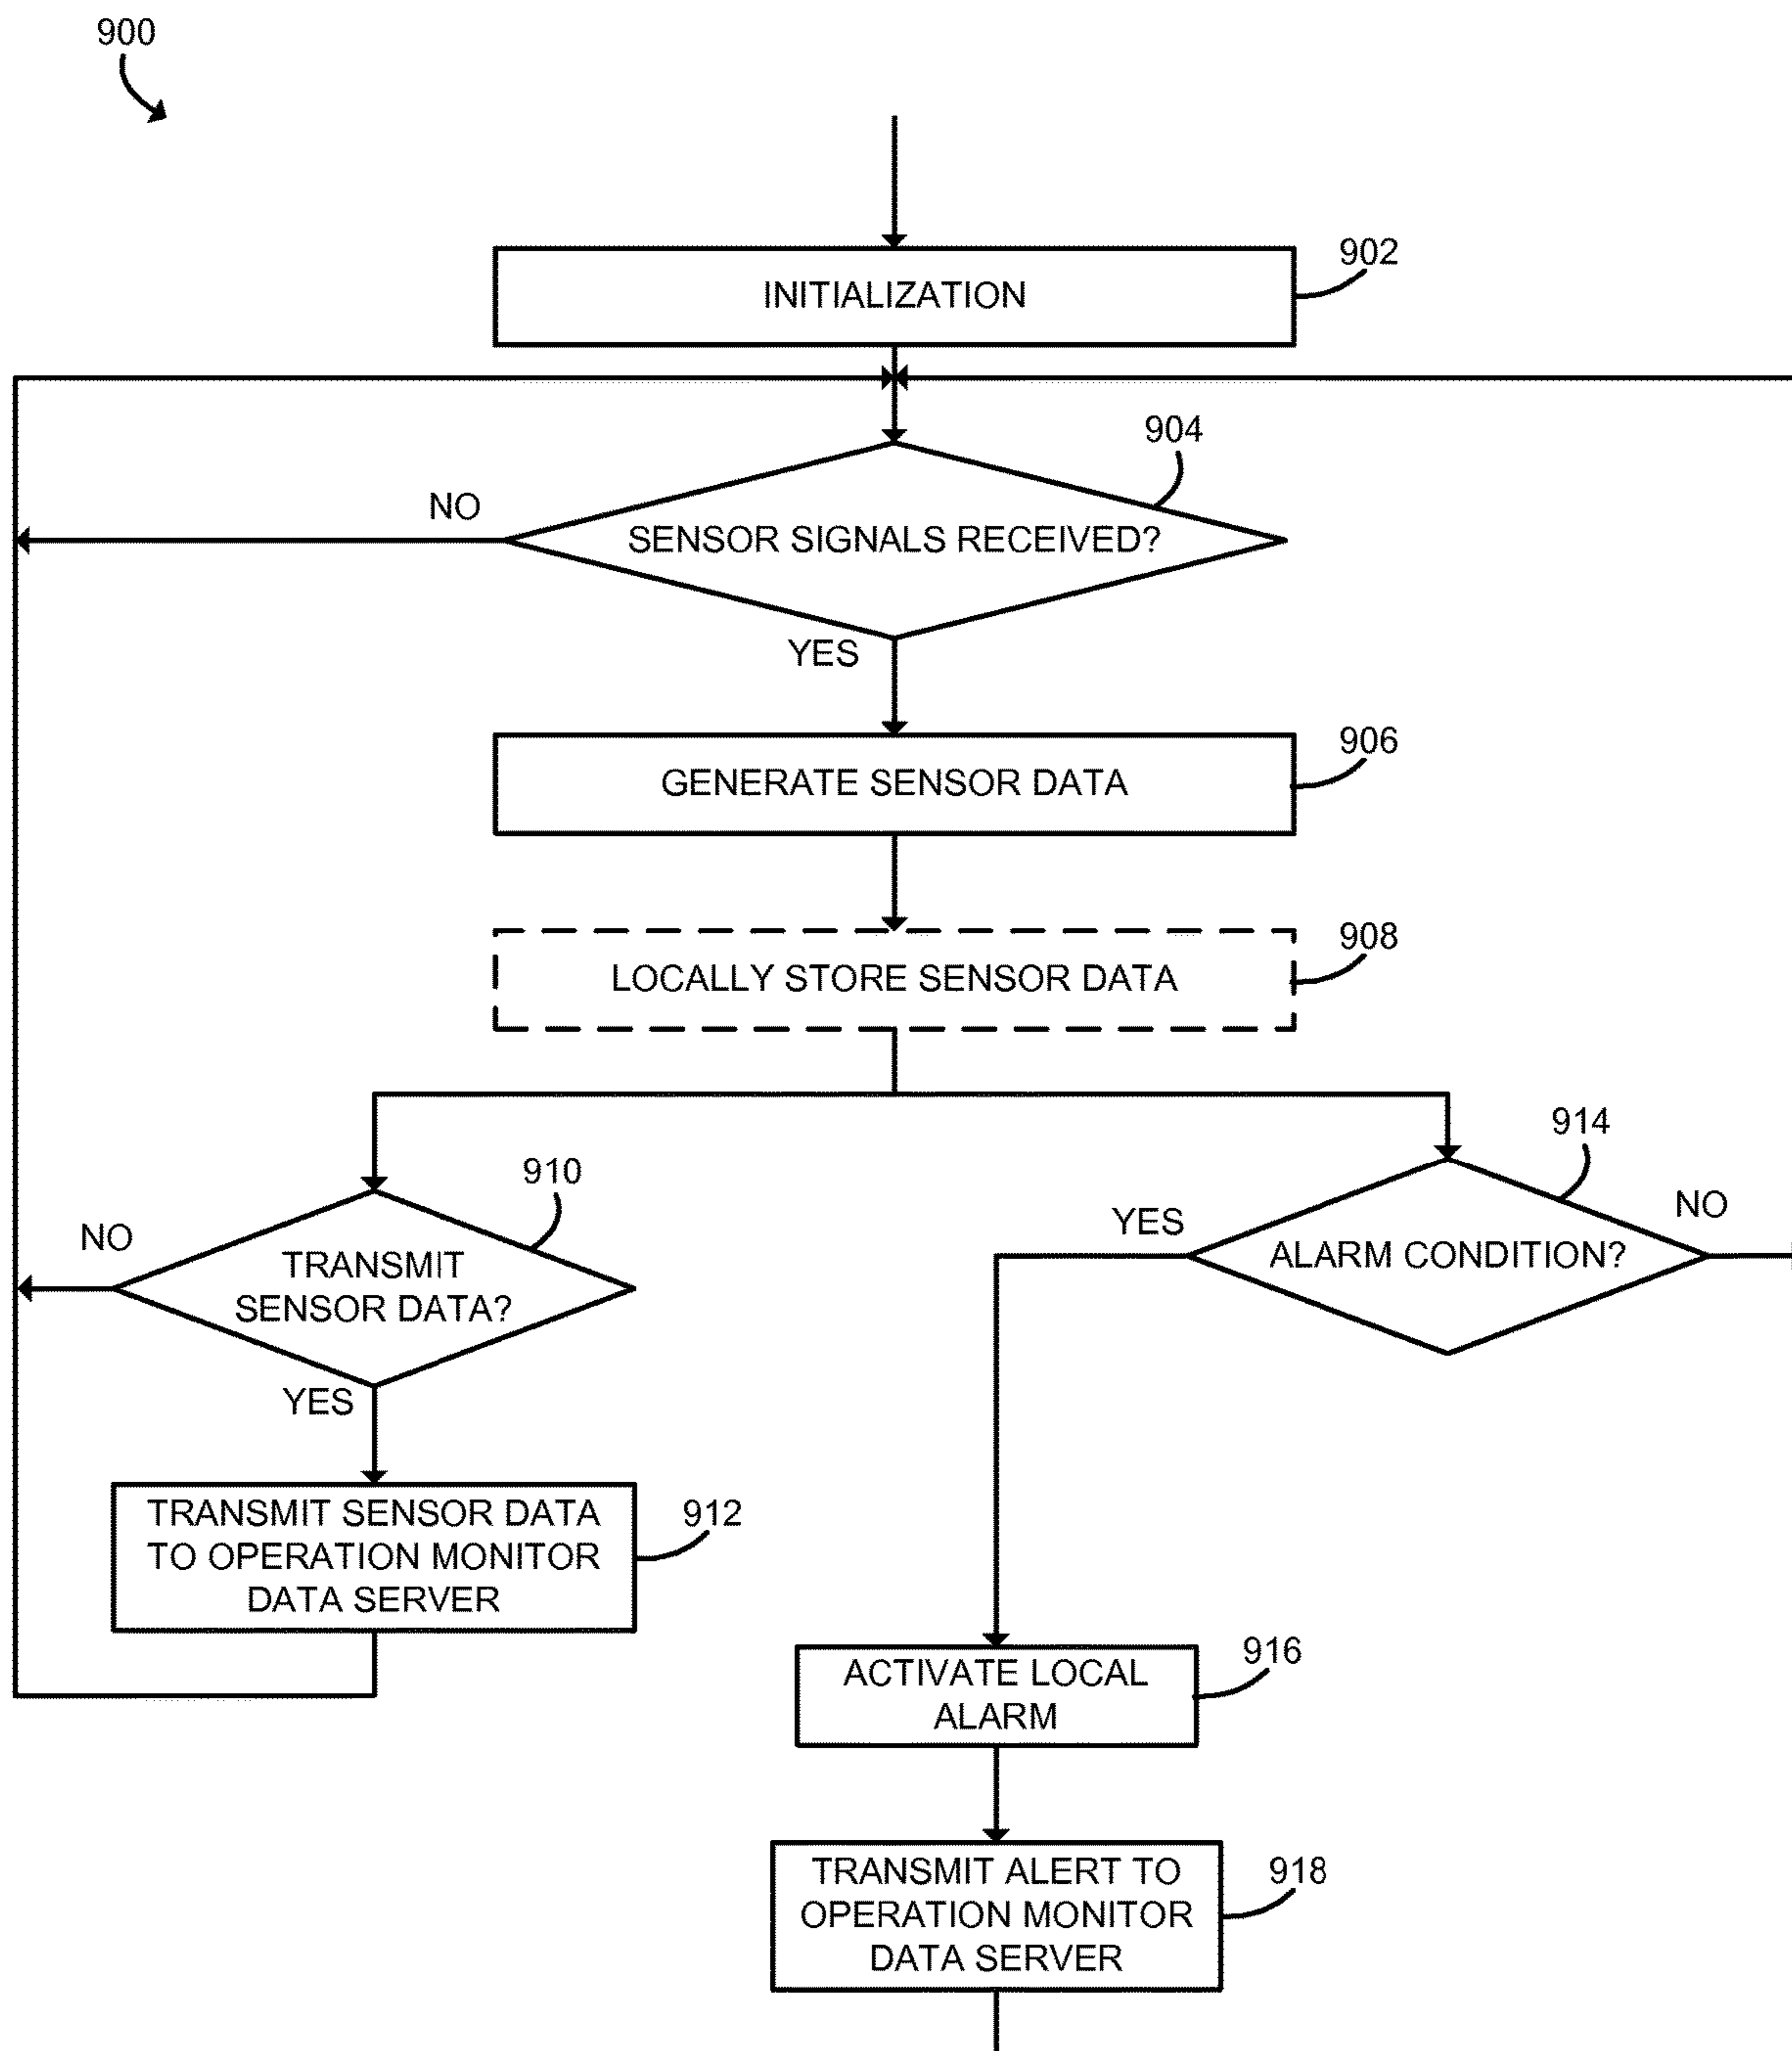 900
INITIALIZATION
902
904
NO
SENSOR SIGNALS RECEIVED?
YES
GENERATE SENSOR DATA
906
LOCALLY STORE SENSOR DATA
908
910
NO
TRANSMIT
SENSOR DATA?
YES
TRANSMIT SENSOR DATA
TO OPERATION MONITOR
DATA SERVER
912
914
YES
NO
ALARM CONDITION?
ACTIVATE LOCAL
ALARM
916
TRANSMIT ALERT TO
OPERATION MONITOR
DATA SERVER
918